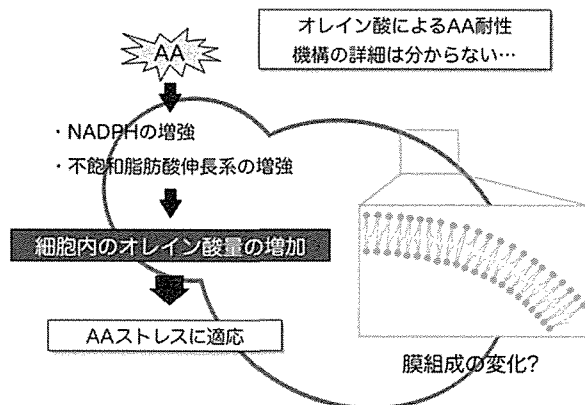 オレイン酸によるAA耐性
機構の詳細は分からない…
AA
・NADPHの増強
・不飽和脂肪酸伸長系の増強
細胞内のオレイン酸量の増加
AAストレスに適応
膜組成の変化?